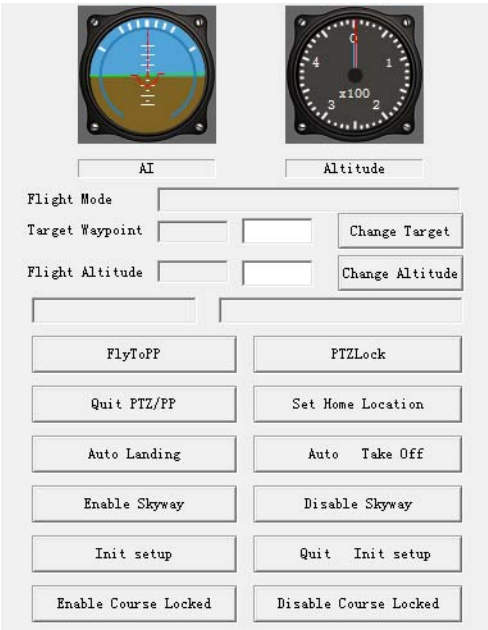 0
4 1
x100
3 2
AI Altitude
Flight Mode
Target Waypoint Change Target
Flight Altitude Change Altitude
FlyToPP PTZLock
Quit PTZ/PP Set Home Location
Auto Landing Auto Take Off
Enable Skyway Disable Skyway
Init setup Quit Init setup
Enable Course Locked Disable Course Locked